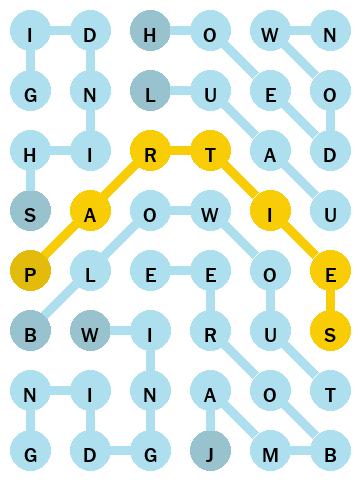 I D H O W N
G N L U E O
H I R T A D
S A O W I U
P L E E O E
B W I R U S
N I N A O T
G D G J M B